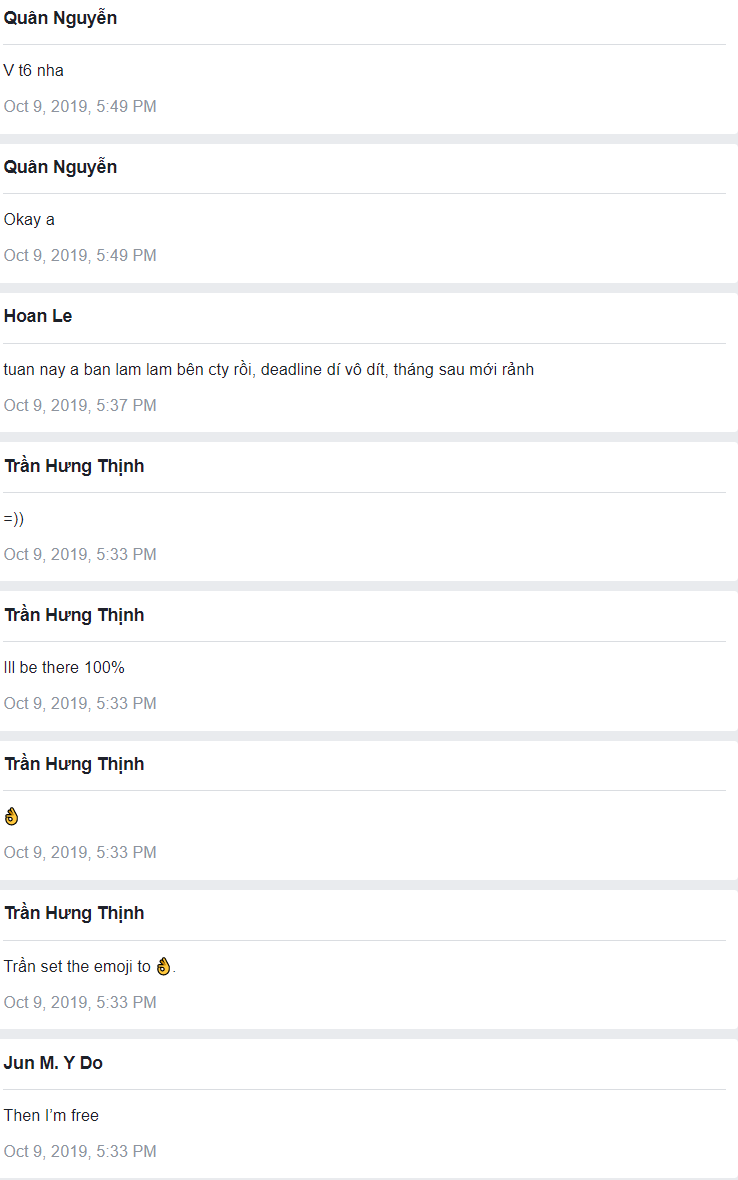 Quân Nguyễn
V t6 nha
Oct 9, 2019, 5:49 PM
Quân Nguyễn
Okay a
Oct 9, 2019, 5:49 PM
Hoan Le
tuan nay a ban lam lam bên cty rồi, deadline dí vô dít, tháng sau mới rảnh
Oct 9, 2019, 5:37 PM
Trần Hưng Thịnh
=))
Oct 9, 2019, 5:33 PM
Trần Hưng Thịnh
Ill be there 100%
Oct 9, 2019, 5:33 PM
Trần Hưng Thịnh
👌
Oct 9, 2019, 5:33 PM
Trần Hưng Thịnh
Trần set the emoji to 👌.
Oct 9, 2019, 5:33 PM
Jun M. Y Do
Then I’m free
Oct 9, 2019, 5:33 PM